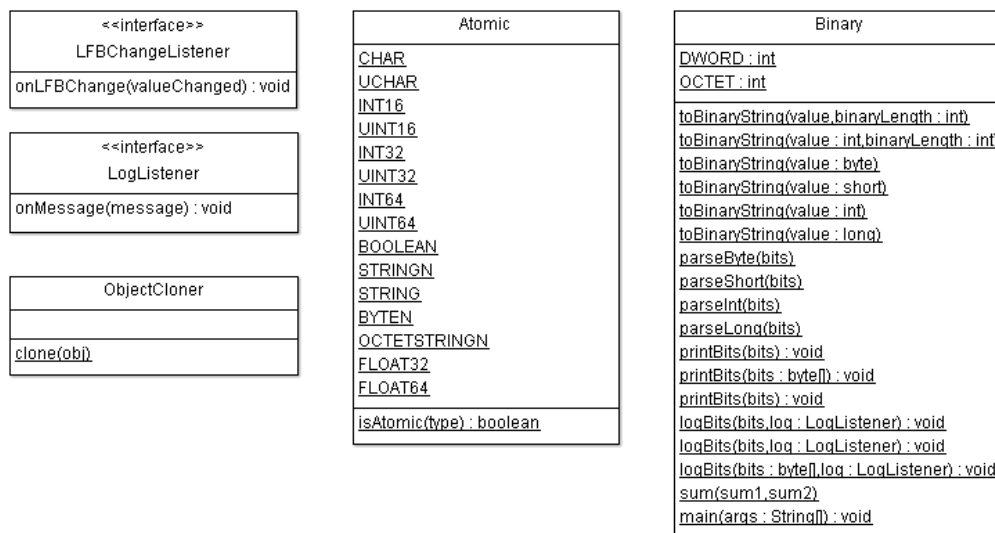 <<interface>>
LFBChangeListener
onLFBChange(valueChanged) : void
<<interface>>
LogListener
onMessage(message) : void
ObjectCloner
clone(obj)
Atomic
CHAR
UCHAR
INT16
UINT16
INT32
UINT32
INT64
UINT64
BOOLEAN
STRINGN
STRING
BYTEN
OCTETSTRINGN
FLOAT32
FLOAT64
isAtomic(type) : boolean
Binary
DWORD : int
OCTET : int
toBinaryString(value,binaryLength : int)
toBinaryString(value : int,binaryLength : int)
toBinaryString(value : byte)
toBinaryString(value : short)
toBinaryString(value : int)
toBinaryString(value : long)
parseByte(bits)
parseShort(bits)
parseInt(bits)
parseLong(bits)
printBits(bits) : void
printBits(bits : byte[]) : void
printBits(bits) : void
logBits(bits,log : LogListener) : void
logBits(bits,log : LogListener) : void
logBits(bits : byte[],log : LogListener) : void
sum(sum1,sum2)
main(args : String[]) : void